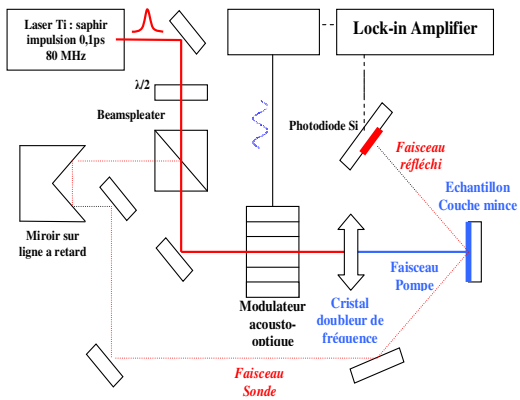 Laser Ti : saphir
impulsion 0,1ps
80 MHz
Lock-in Amplifier
λ/2
Beamspleater
Photodiode Si
Faisceau
réfléchi
Echantillon
Couche mince
Miroir sur
ligne a retard
Faisceau
Pompe
Modulateur
acousto-
optique
Cristal
doubleur de
fréquence
Faisceau
Sonde